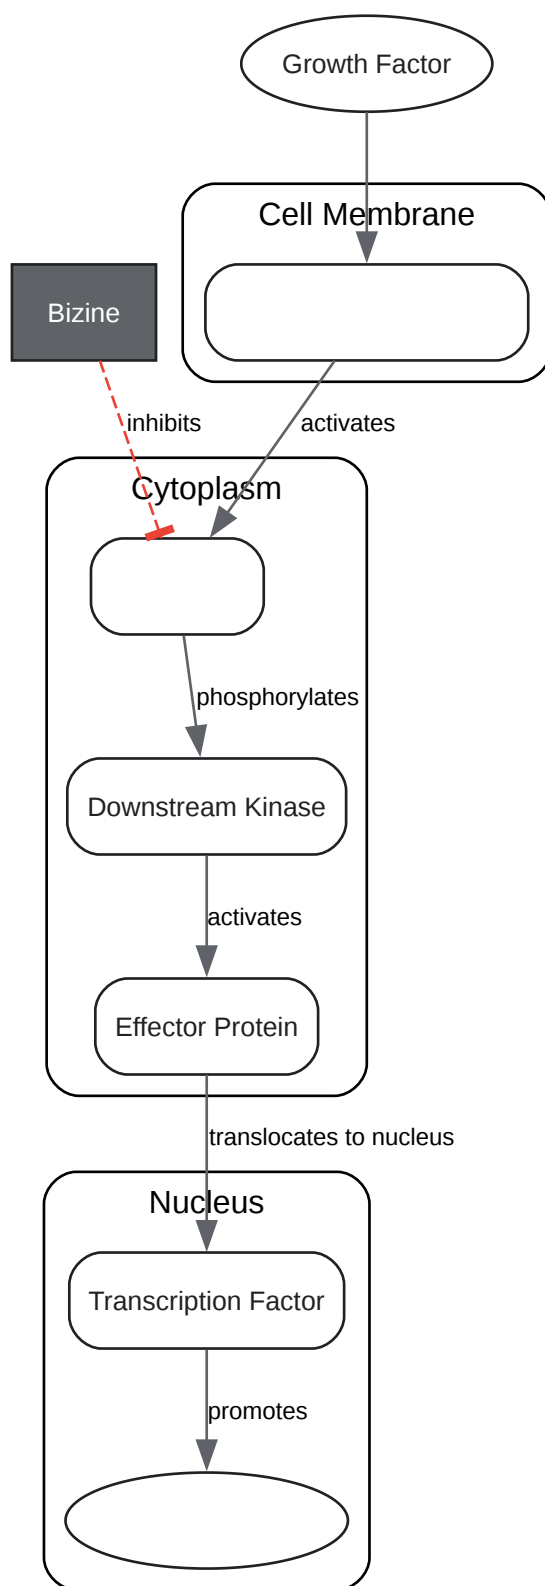 Growth Factor
Cell Membrane
Bizine
inhibits
activates
Cytoplasm
phosphorylates
Downstream Kinase
activates
Effector Protein
translocates to nucleus
Nucleus
Transcription Factor
promotes